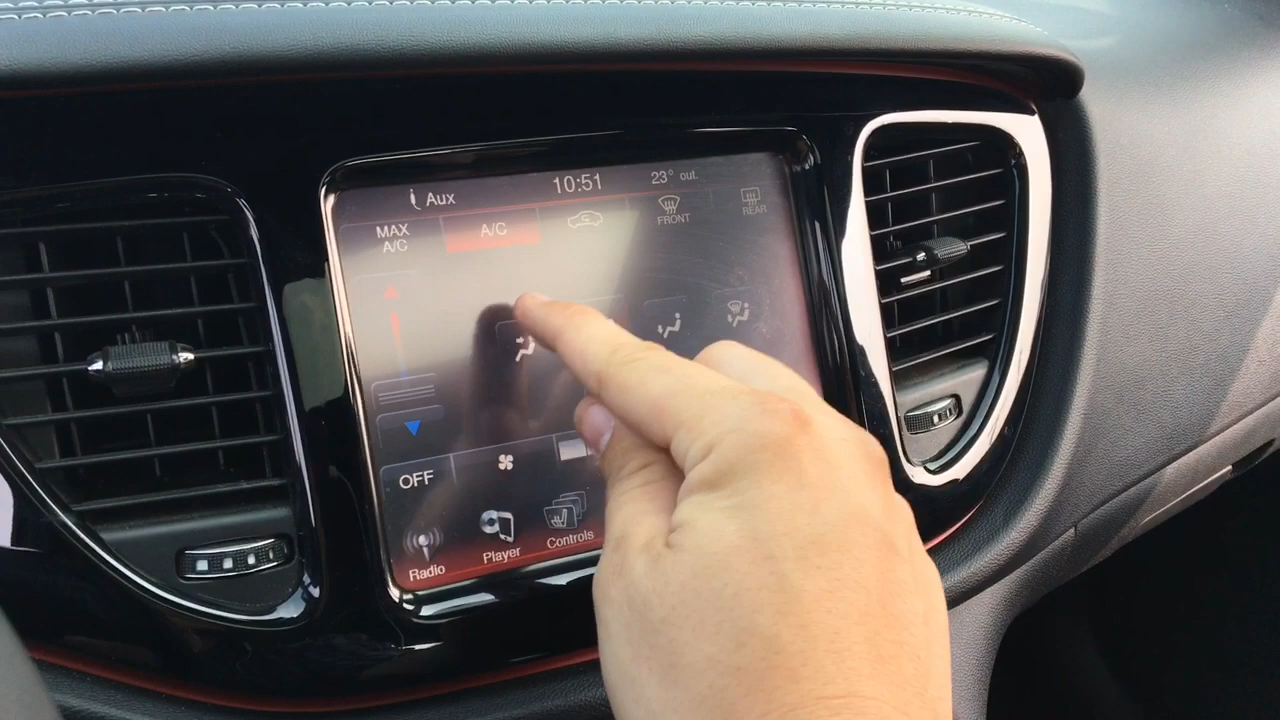 Aux 10:51 23° out.
MAX
A/C
A/C
FRONT
REAR
OFF
Radio
Player
Controls